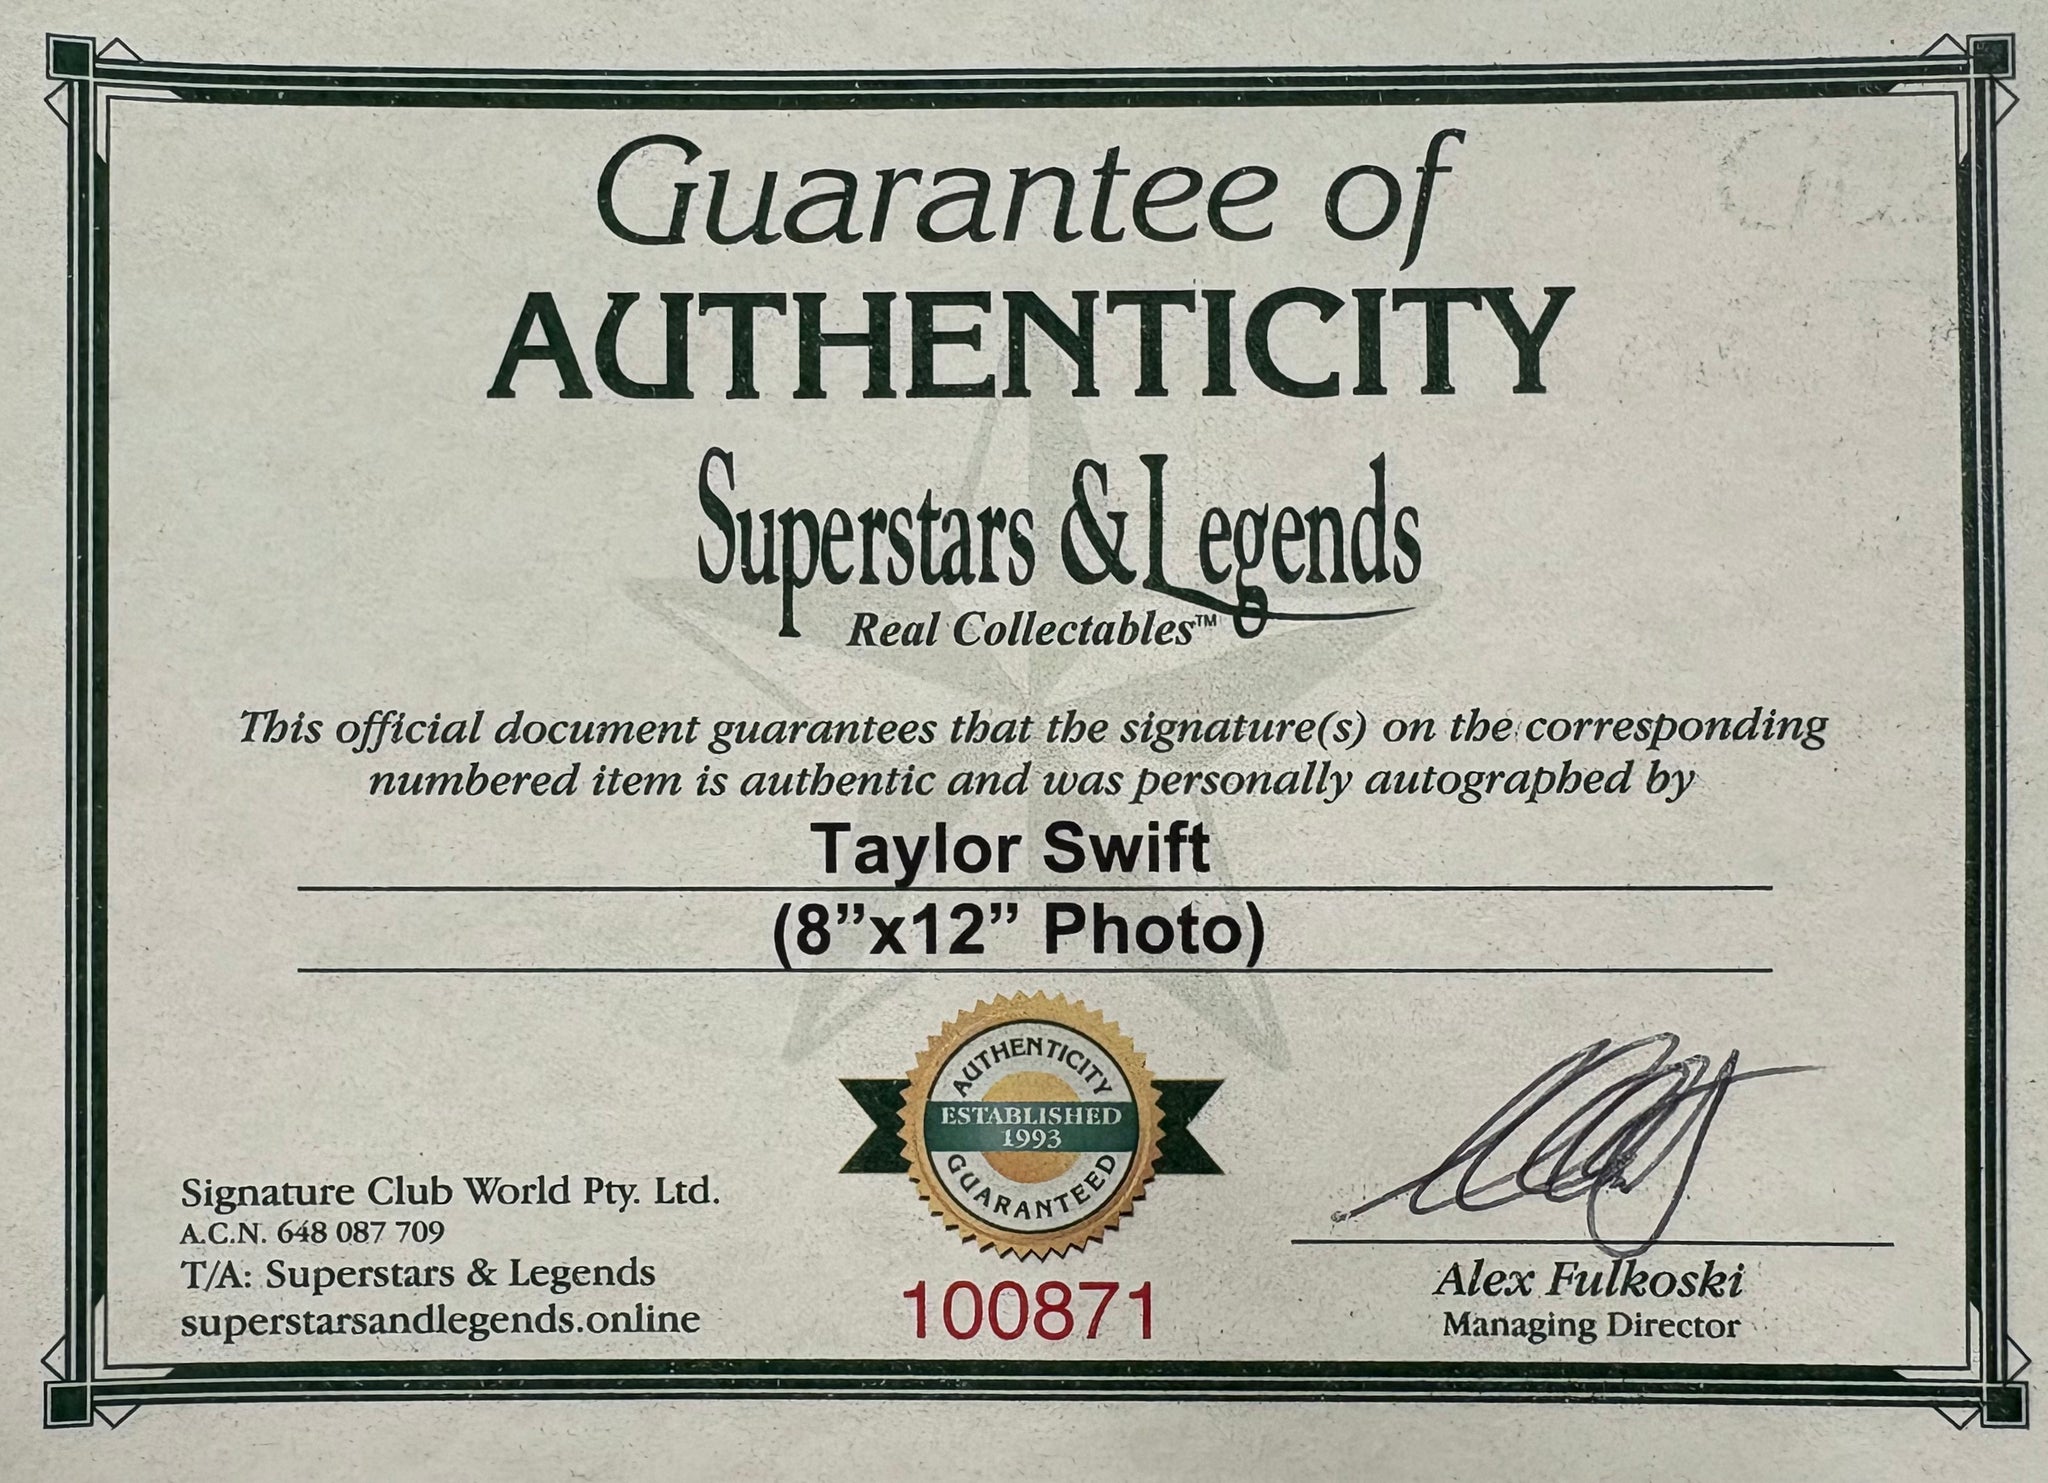 Guarantee of
AUTHENTICITY
Superstars & Legends
Real Collectables™
This official document guarantees that the signature(s) on the corresponding
numbered item is authentic and was personally autographed by
Taylor Swift
(8”x12” Photo)
AUTHENTICITY
ESTABLISHED
1993
GUARANTEED
100871
Signature Club World Pty. Ltd.
A.C.N. 648 087 709
T/A: Superstars & Legends
superstarsandlegends.online
Alex Fulkoski
Managing Director